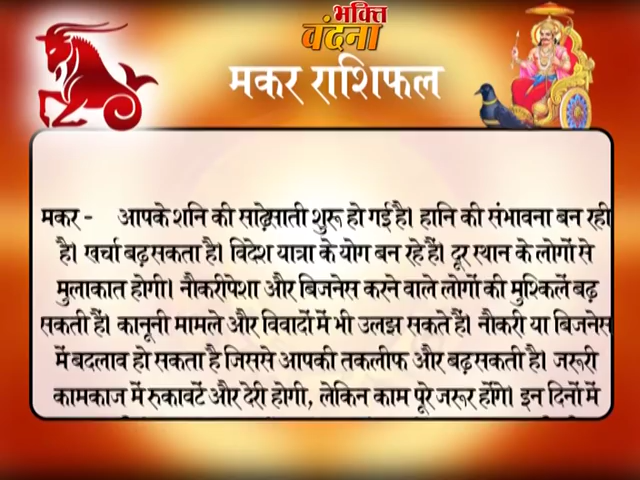 भक्ति
वंदना
मकर राशिफल
मकर - आपके शनि की साढ़ेसाती शुरू हो गई है। हानि की संभावना बन रही
है। खर्चा बढ़ सकता है। विदेश यात्रा के योग बन रहे हैं। दूर स्थान के लोगों से
मुलाकात होगी। नौकरीपेशा और बिजनेस करने वाले लोगों की मुश्किलें बढ़
सकती हैं। कानूनी मामले और विवादों में भी उलझ सकते हैं। नौकरी या बिजनेस
में बदलाव हो सकता है जिससे आपकी तकलीफ और बढ़ सकती है। जरूरी
कामकाज में रुकावटें और देरी होगी, लेकिन काम पूरे जरूर होंगे। इन दिनों में